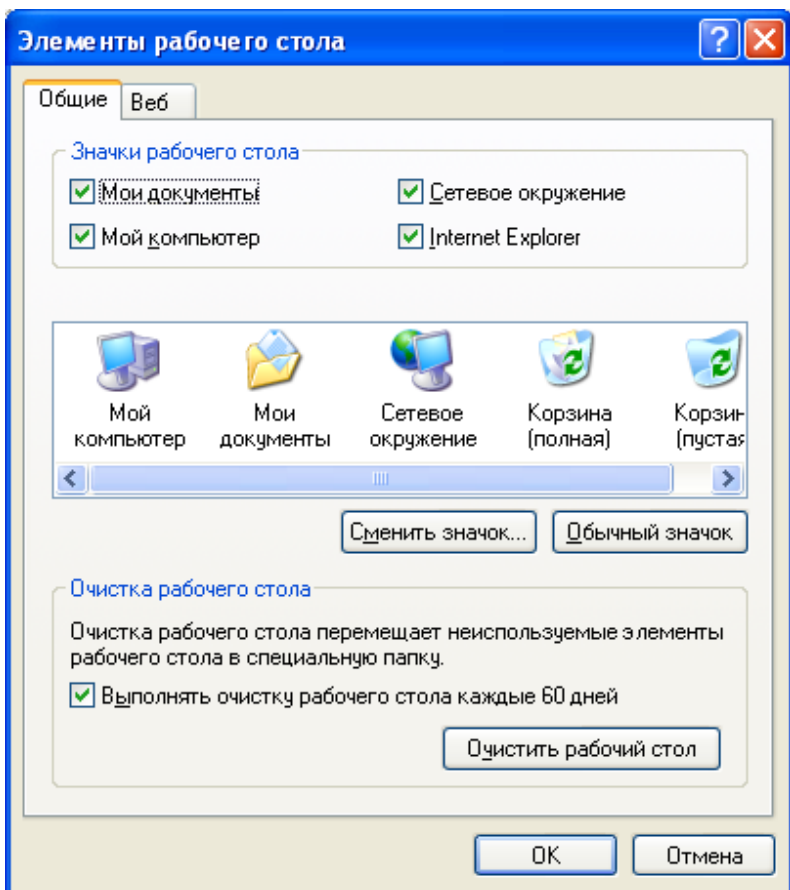 Элементы рабочего стола
Общие Веб
Значки рабочего стола
Мои документы Сетевое окружение
Мой компьютер Internet Explorer
Мой Мои Сетевое Корзина Корзин
компьютер документы окружение (полная) (пустая
Сменить значок... Обычный значок
Очистка рабочего стола
Очистка рабочего стола перемещает неиспользуемые элементы
рабочего стола в специальную папку.
Выполнять очистку рабочего стола каждые 60 дней
Очистить рабочий стол
OK Отмена